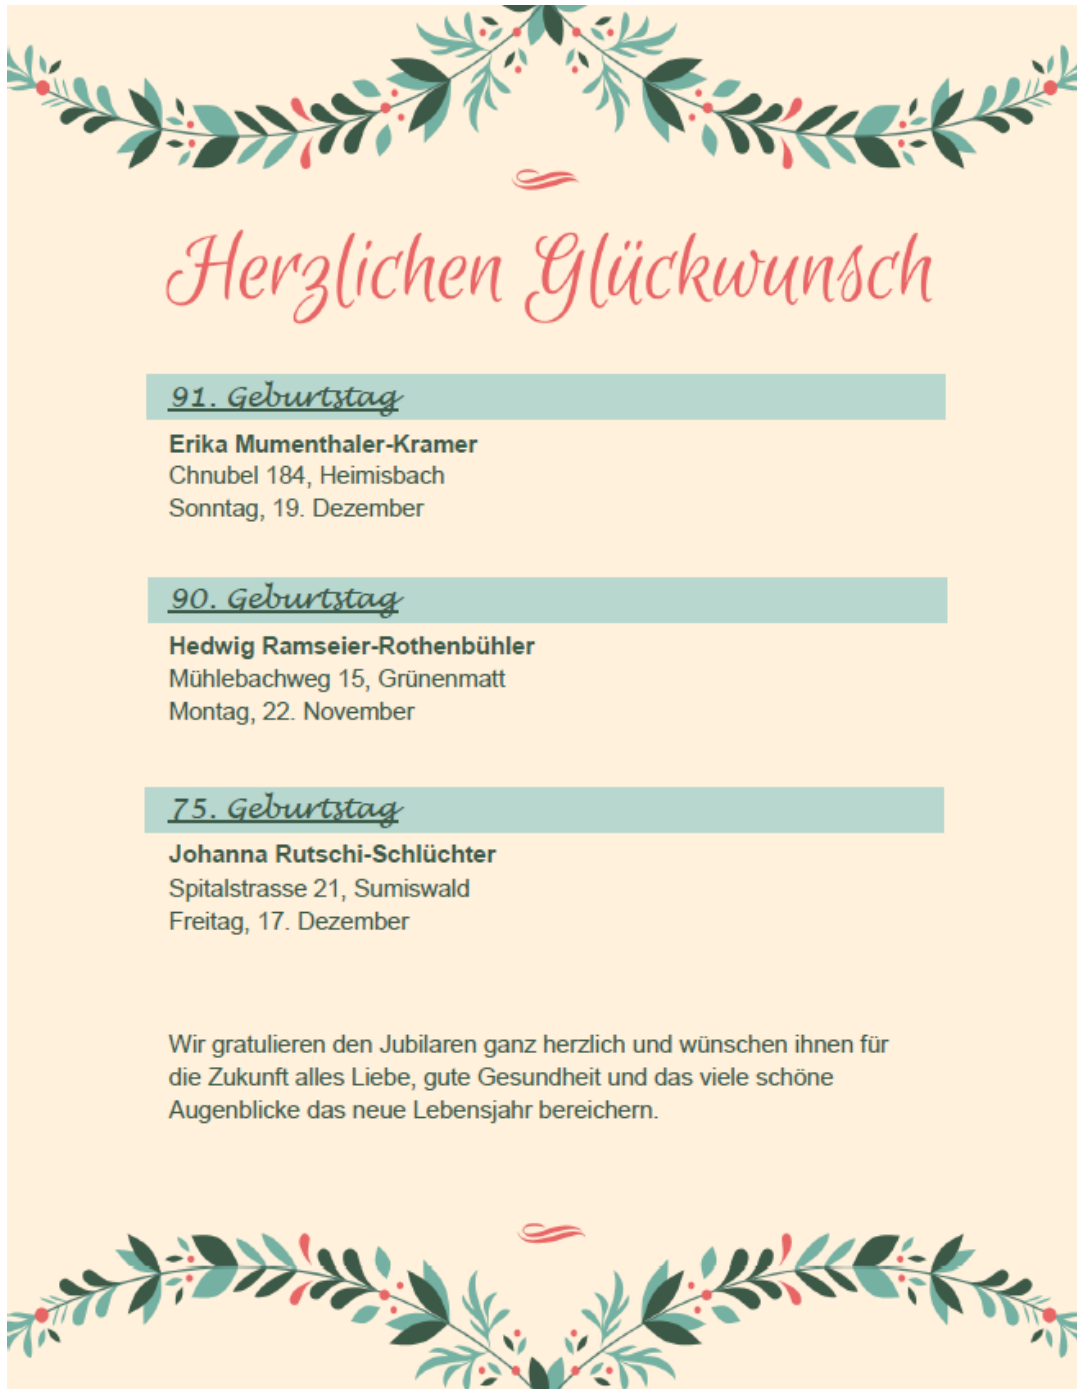 Herzlichen Glückwunsch
91. Geburtstag
Erika Mumenthaler-Kramer
Chnubel 184, Heimisbach
Sonntag, 19. Dezember
90. Geburtstag
Hedwig Ramseier-Rothenbühler
Mühlebachweg 15, Grünenmatt
Montag, 22. November
75. Geburtstag
Johanna Rutschi-Schlüchter
Spitalstrasse 21, Sumiswald
Freitag, 17. Dezember
Wir gratulieren den Jubilaren ganz herzlich und wünschen ihnen für
die Zukunft alles Liebe, gute Gesundheit und das viele schöne
Augenblicke das neue Lebensjahr bereichern.